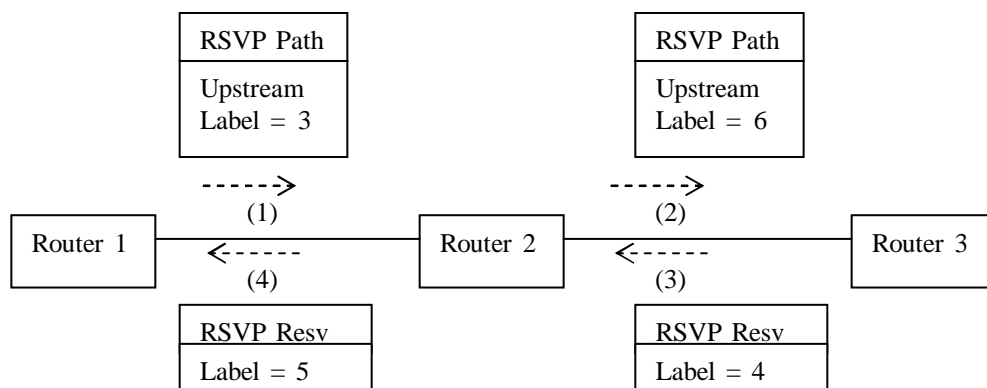 RSVP Path
Upstream
Label = 3
RSVP Path
Upstream
Label = 6
(1)
(2)
Router 1
Router 2
Router 3
(4)
(3)
RSVP Resv
Label = 5
RSVP Resv
Label = 4